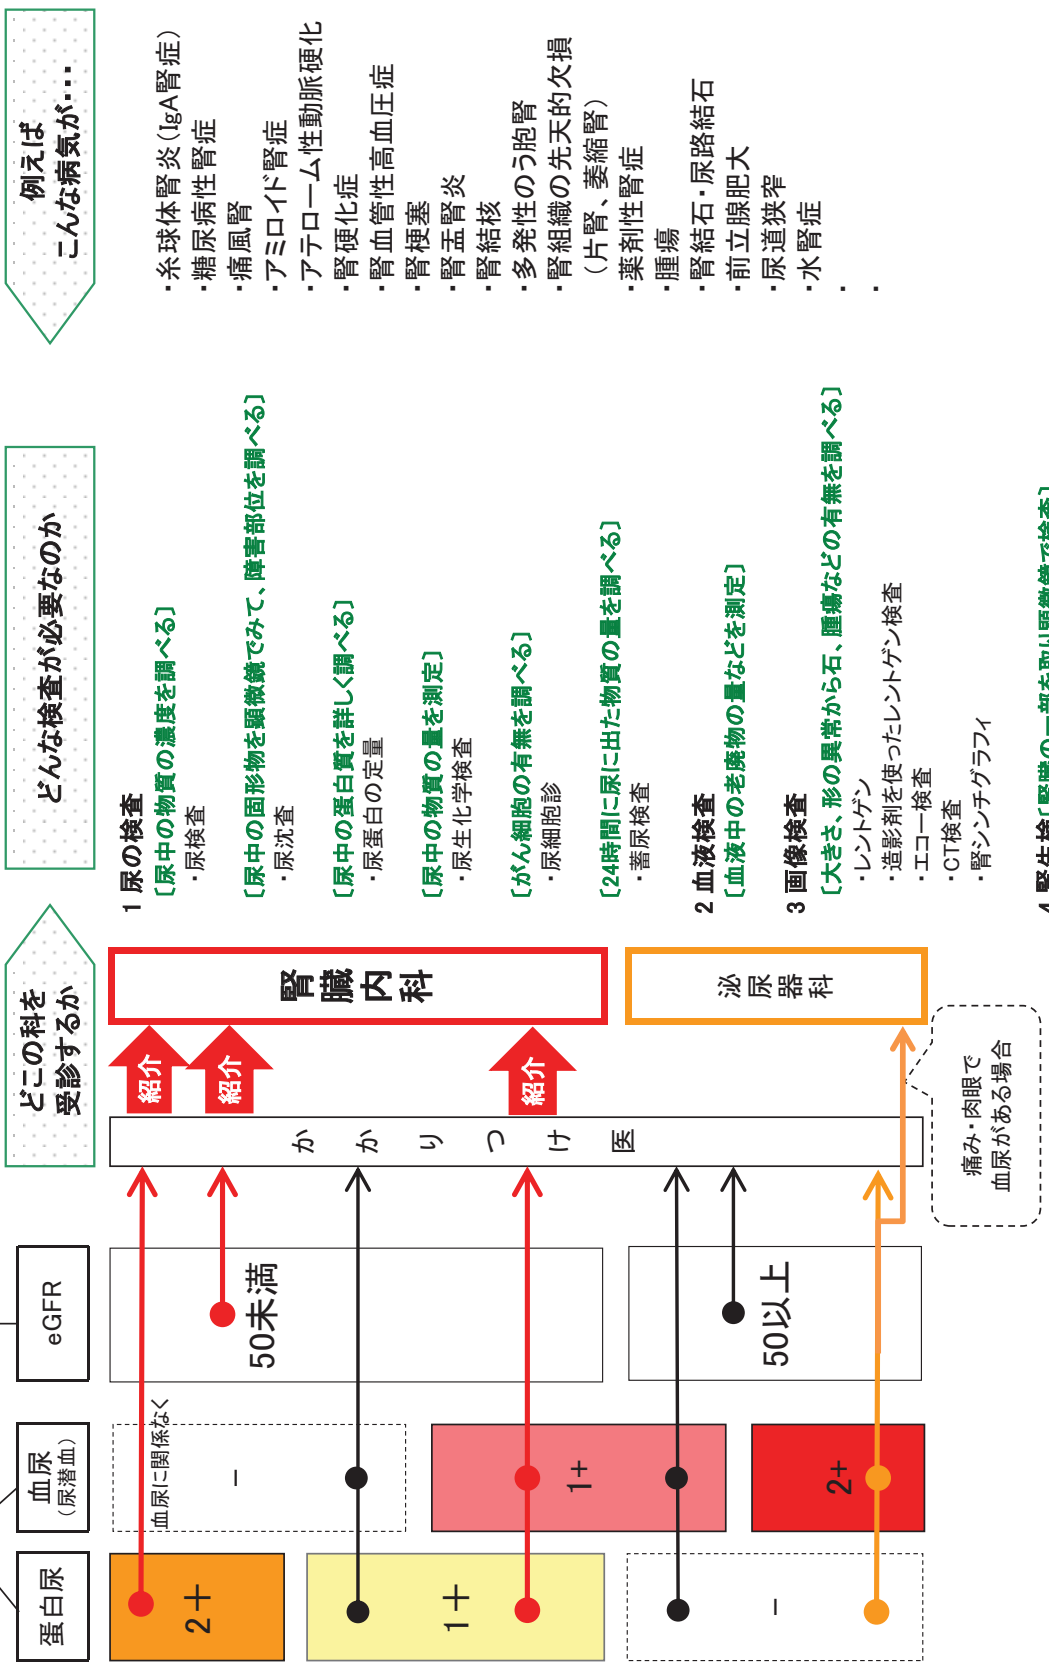 蛋白尿
血尿
（尿潜血）
eGFR
どこの科を
受診するか
どんな検査が必要なのか
例えば
こんな病気が・・・
2＋
1＋
−
血尿に関係なく
−
1+
2+
50未満
50以上
かかりつけ医
紹介
紹介
紹介
腎臓内科
泌尿器科
痛み・肉眼で
血尿がある場合
1 尿の検査
［尿中の物質の濃度を調べる］
・尿検査
［尿中の固形物を顕微鏡でみて、障害部位を調べる］
・尿沈査
［尿中の蛋白質を詳しく調べる］
・尿蛋白の定量
［尿中の物質の量を測定］
・尿生化学検査
［がん細胞の有無を調べる］
・尿細胞診
［24時間に尿に出た物質の量を調べる］
・蓄尿検査
2 血液検査
［血液中の老廃物の量などを測定］
3 画像検査
［大きさ、形の異常から石、腫瘍などの有無を調べる］
・レントゲン
・造影剤を使ったレントゲン検査
・エコー検査
・CT検査
・腎シンチグラフィ
4 腎生検［腎臓の一部を取り顕微鏡で検査］
・糸球体腎炎（IgA腎症）
・糖尿病性腎症
・痛風腎
・アミロイド腎症
・アテローム性動脈硬化
・腎硬化症
・腎血管性高血圧症
・腎梗塞
・腎盂腎炎
・腎結核
・多発性のう胞腎
・腎組織の先天的欠損
（片腎、萎縮腎）
・薬剤性腎症
・腫瘍
・腎結石・尿路結石
・前立腺肥大
・尿道狭窄
・水腎症
・
・